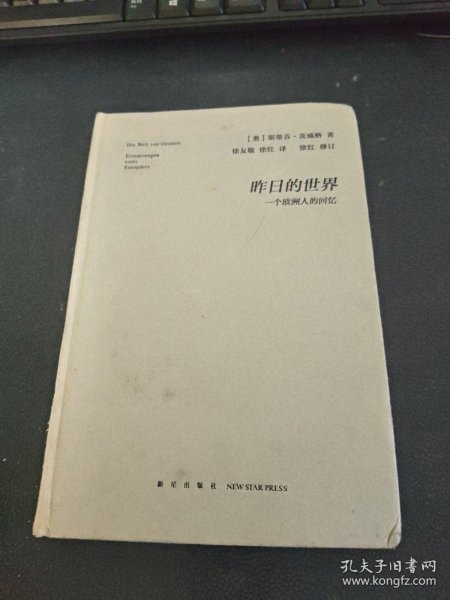 Die Welt von Gestern
Erinnerungen
eines
Europäers
［奥］斯蒂芬·茨威格 著
徐友敬 徐红 译 徐红 修订
昨日的世界
一个欧洲人的回忆
新星出版社 NEW STAR PRESS
孔夫子旧书网
www.kongfz.com